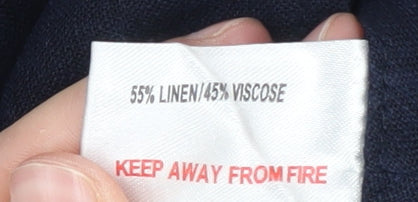 55% LINEN/45% VISCOSE
KEEP AWAY FROM FIRE